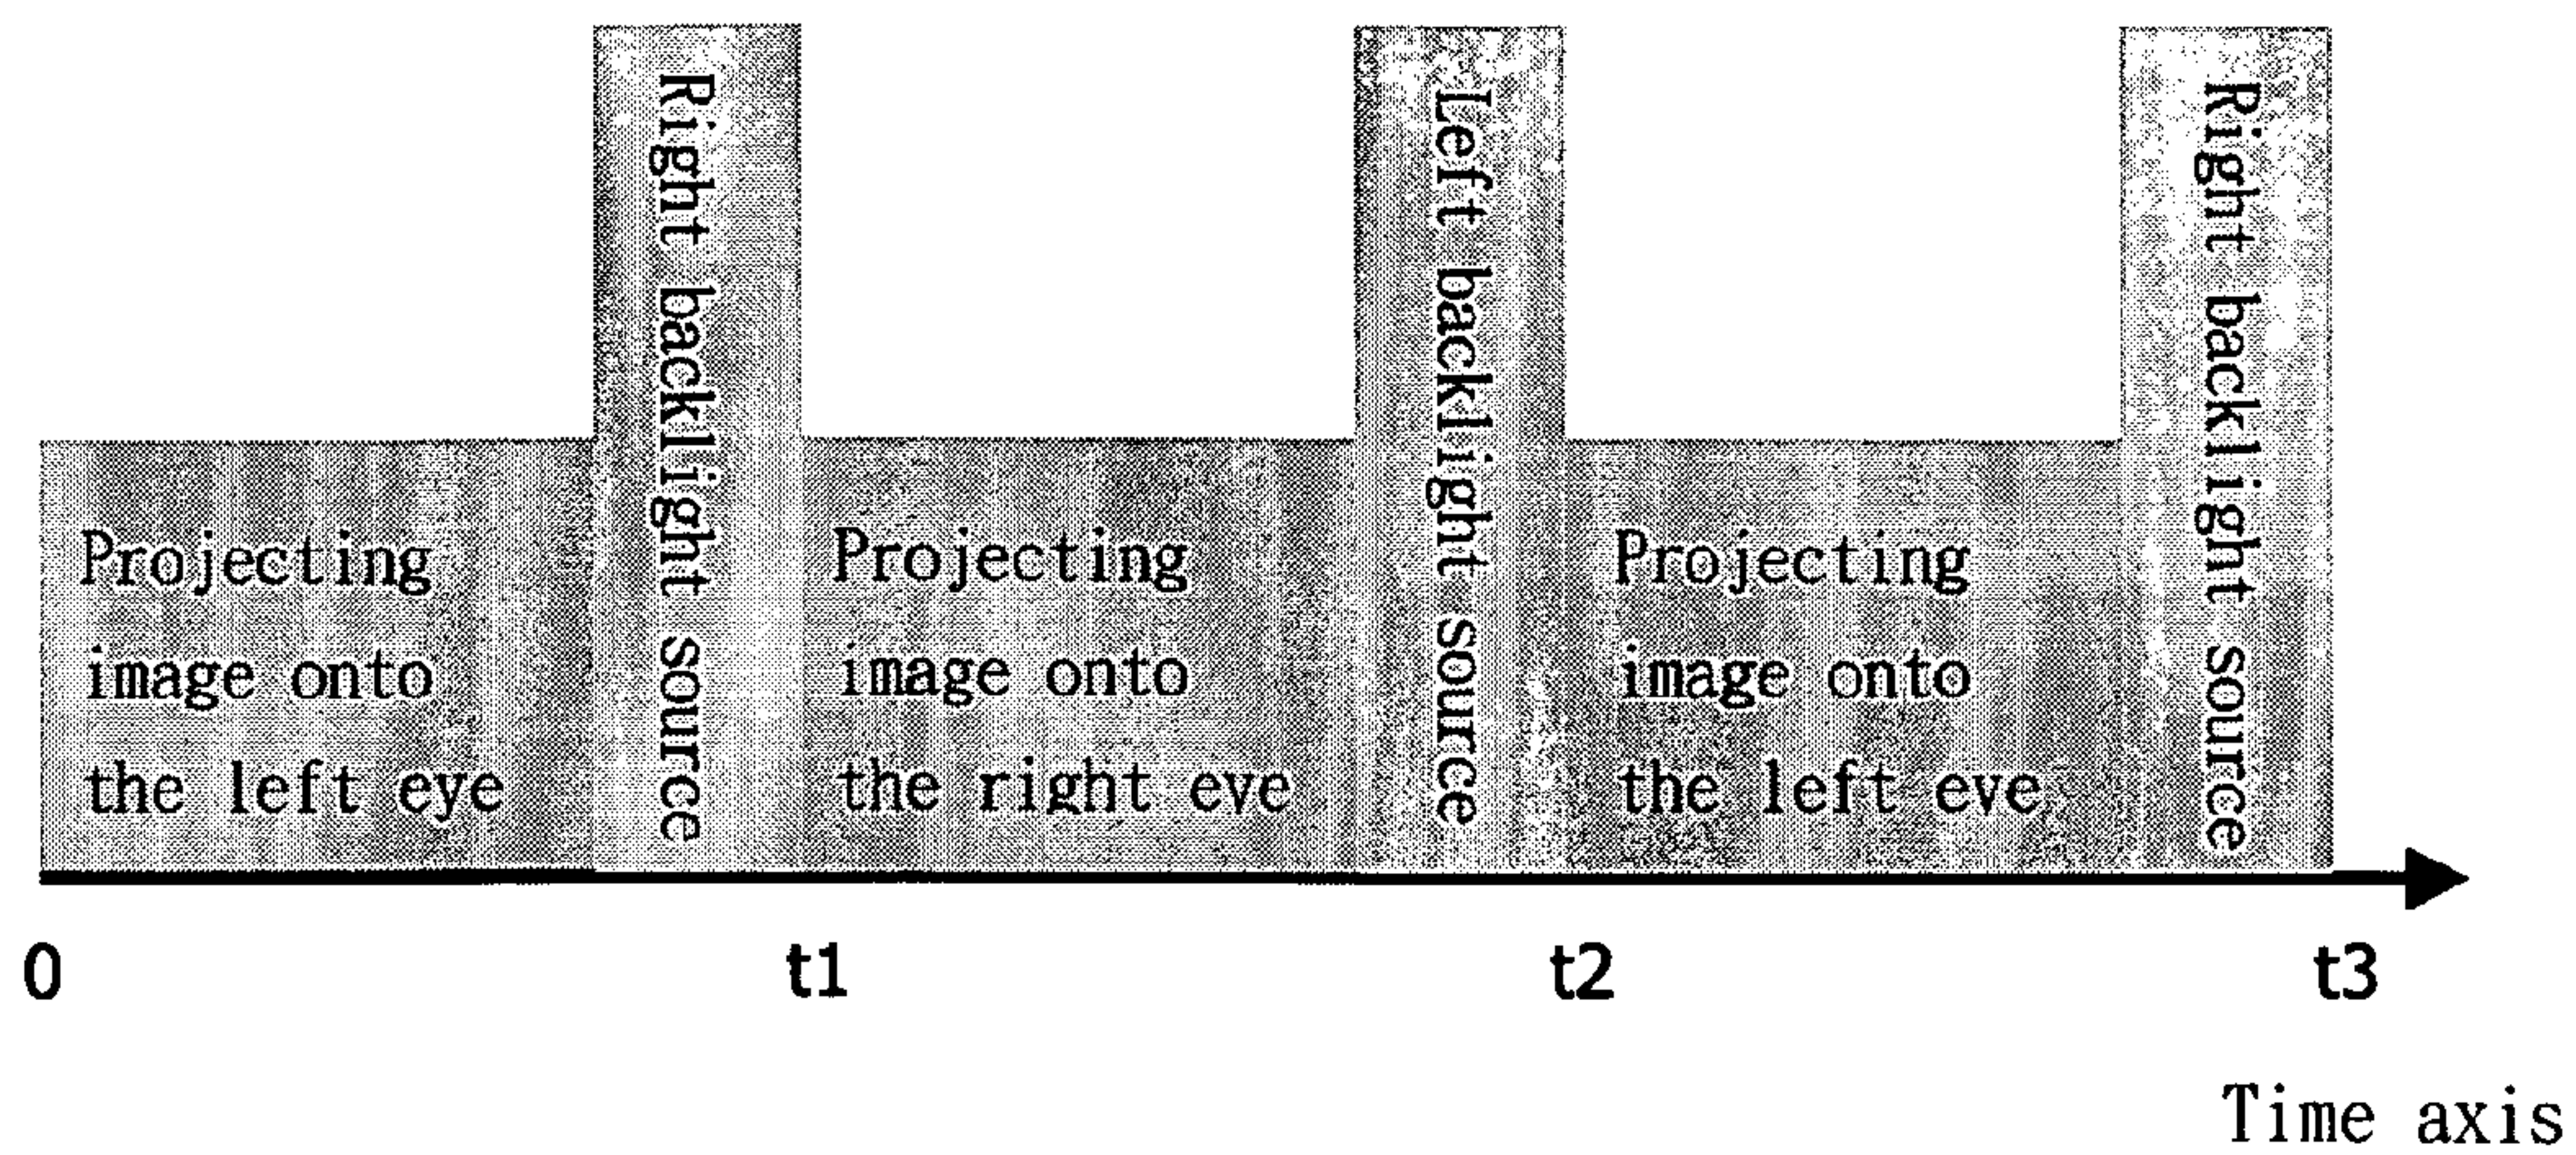 Projecting
image onto
the left eye
Right backlight source
Projecting
image onto
the right eye
Left backlight source
Projecting
image onto
the left eye
Right backlight source
0
t1
t2
t3
Time axis